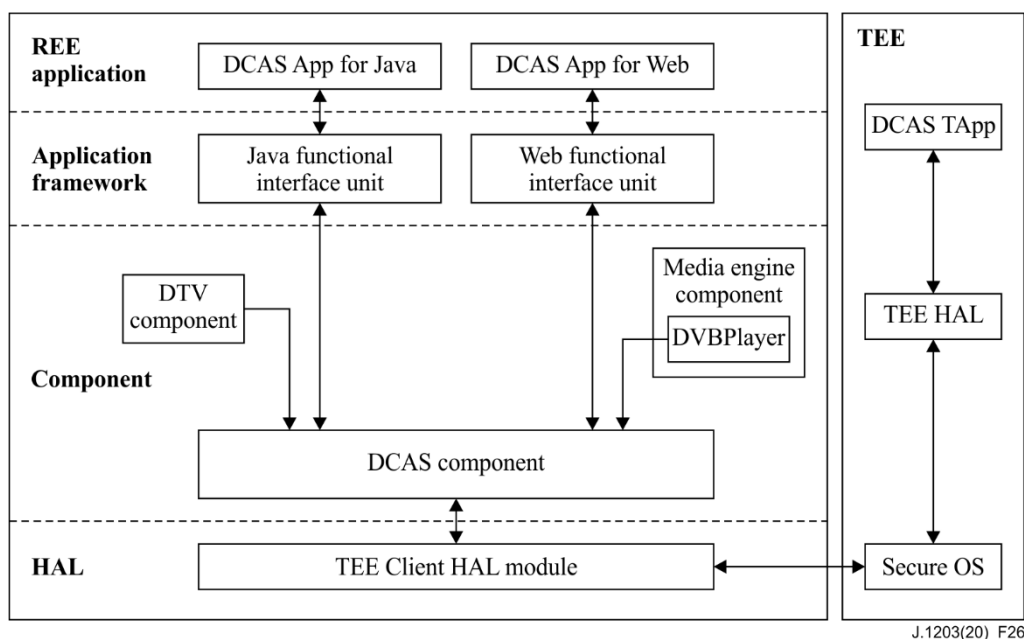 REE
application
DCAS App for Java
DCAS App for Web
Application
framework
Java functional
interface unit
Web functional
interface unit
Component
DTV
component
Media engine
component
DVBPlayer
DCAS component
HAL
TEE Client HAL module
TEE
DCAS TApp
TEE HAL
Secure OS
J.1203(20)_F26